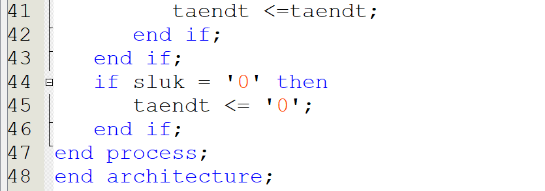 41 taendt <=taendt;
42 end if;
43 end if;
44 if sluk = '0' then
45 taendt <= '0';
46 end if;
47 end process;
48 end architecture;